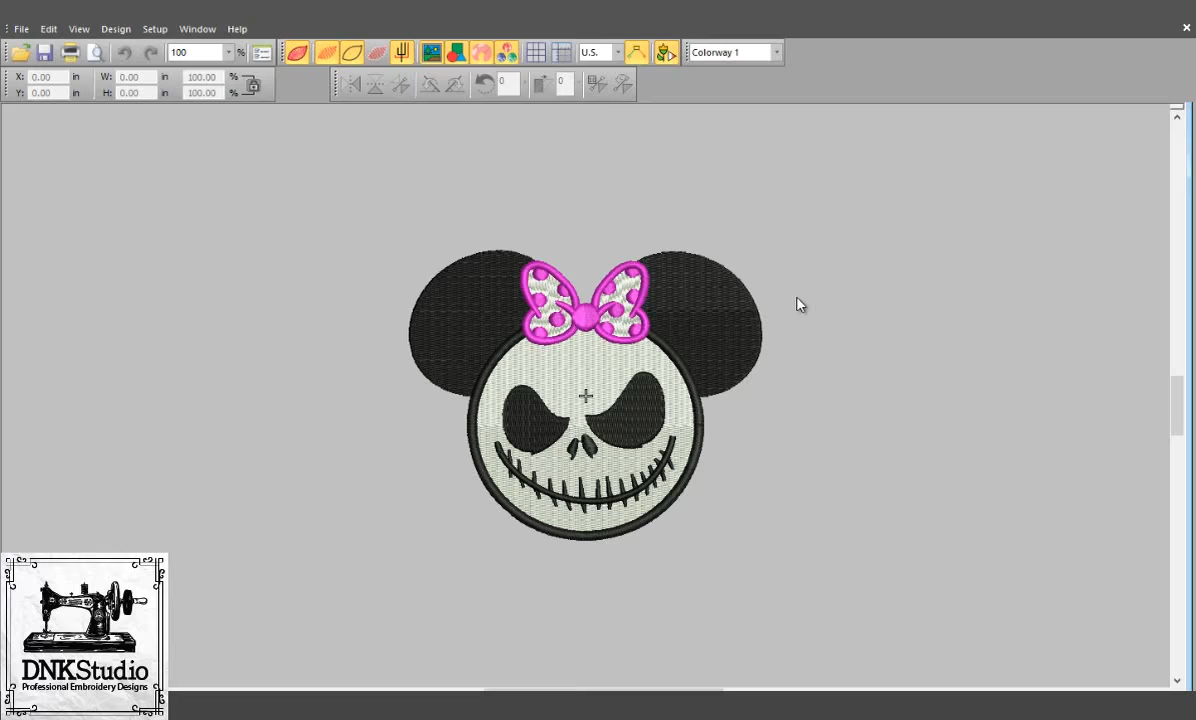 File Edit View Design Setup Window Help
100 % U.S. Colorway 1
X: 0.00 in W: 0.00 in 100.00 % 0 0
Y: 0.00 in H: 0.00 in 100.00 %
DNKStudio
Professional Embroidery Designs